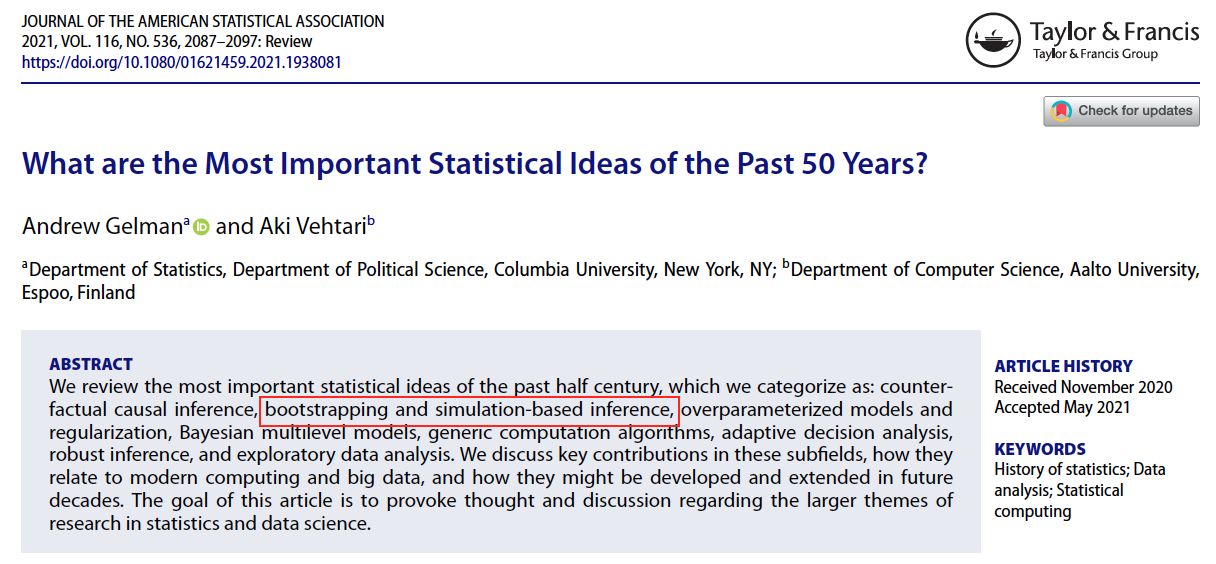 JOURNAL OF THE AMERICAN STATISTICAL ASSOCIATION
2021, VOL. 116, NO. 536, 2087–2097: Review
https://doi.org/10.1080/01621459.2021.1938081
Taylor & Francis
Taylor & Francis Group
Check for updates
What are the Most Important Statistical Ideas of the Past 50 Years?
Andrew Gelmanᵃ iD and Aki Vehtariᵇ
ᵃDepartment of Statistics, Department of Political Science, Columbia University, New York, NY; ᵇDepartment of Computer Science, Aalto University,
Espoo, Finland
ABSTRACT
We review the most important statistical ideas of the past half century, which we categorize as: counter-
factual causal inference, bootstrapping and simulation-based inference, overparameterized models and
regularization, Bayesian multilevel models, generic computation algorithms, adaptive decision analysis,
robust inference, and exploratory data analysis. We discuss key contributions in these subfields, how they
relate to modern computing and big data, and how they might be developed and extended in future
decades. The goal of this article is to provoke thought and discussion regarding the larger themes of
research in statistics and data science.
ARTICLE HISTORY
Received November 2020
Accepted May 2021
KEYWORDS
History of statistics; Data
analysis; Statistical
computing